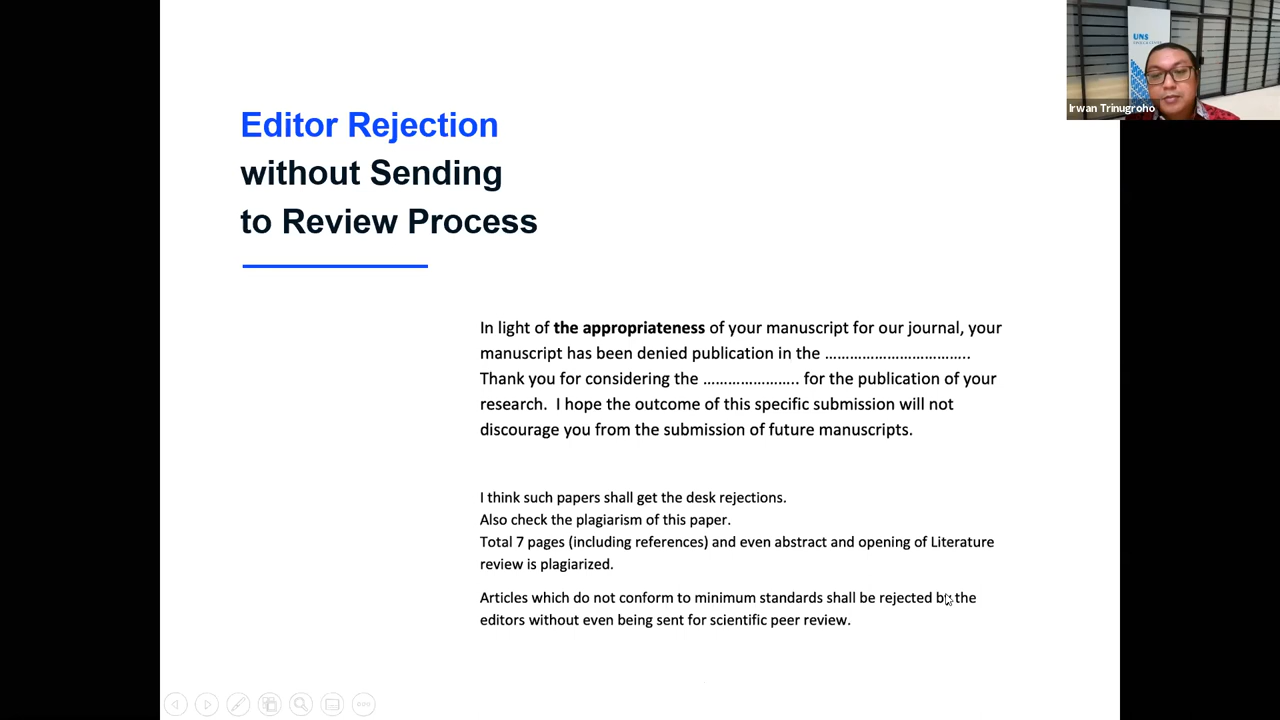 Editor Rejection
without Sending
to Review Process
UNS
Irwan Trinugroho
In light of the appropriateness of your manuscript for our journal, your
manuscript has been denied publication in the ……………………………..
Thank you for considering the ………………….. for the publication of your
research.  I hope the outcome of this specific submission will not
discourage you from the submission of future manuscripts.
I think such papers shall get the desk rejections.
Also check the plagiarism of this paper.
Total 7 pages (including references) and even abstract and opening of Literature
review is plagiarized.
Articles which do not conform to minimum standards shall be rejected by the
editors without even being sent for scientific peer review.